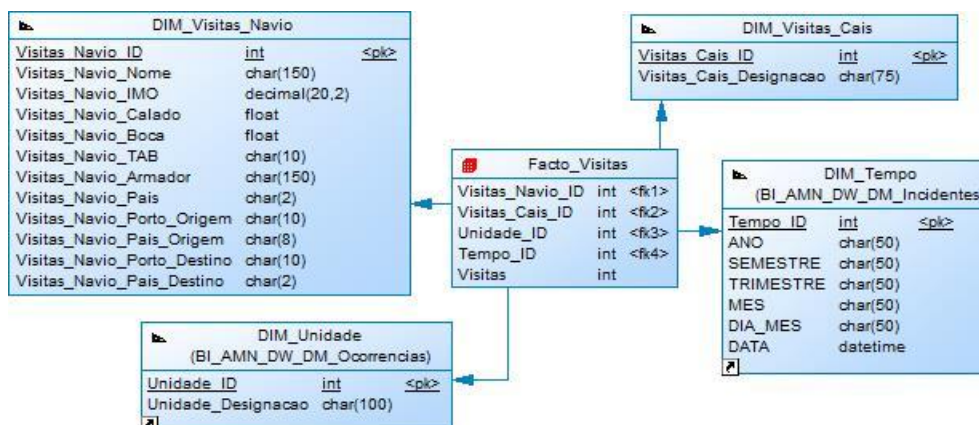 DIM_Visitas_Navio
Visitas_Navio_ID int <pk>
Visitas_Navio_Nome char(150)
Visitas_Navio_IMO decimal(20,2)
Visitas_Navio_Calado float
Visitas_Navio_Boca float
Visitas_Navio_TAB char(10)
Visitas_Navio_Armador char(150)
Visitas_Navio_Pais char(2)
Visitas_Navio_Porto_Origem char(10)
Visitas_Navio_Pais_Origem char(8)
Visitas_Navio_Porto_Destino char(10)
Visitas_Navio_Pais_Destino char(2)
DIM_Visitas_Cais
Visitas_Cais_ID int <pk>
Visitas_Cais_Designacao char(75)
Facto_Visitas
Visitas_Navio_ID int <fk1>
Visitas_Cais_ID int <fk2>
Unidade_ID int <fk3>
Tempo_ID int <fk4>
Visitas int
DIM_Tempo
(BI_AMN_DW_DM_Incidentes
Tempo_ID int <pk>
ANO char(50)
SEMESTRE char(50)
TRIMESTRE char(50)
MES char(50)
DIA_MES char(50)
DATA datetime
DIM_Unidade
(BI_AMN_DW_DM_Ocorrencias)
Unidade_ID int <pk>
Unidade_Designacao char(100)